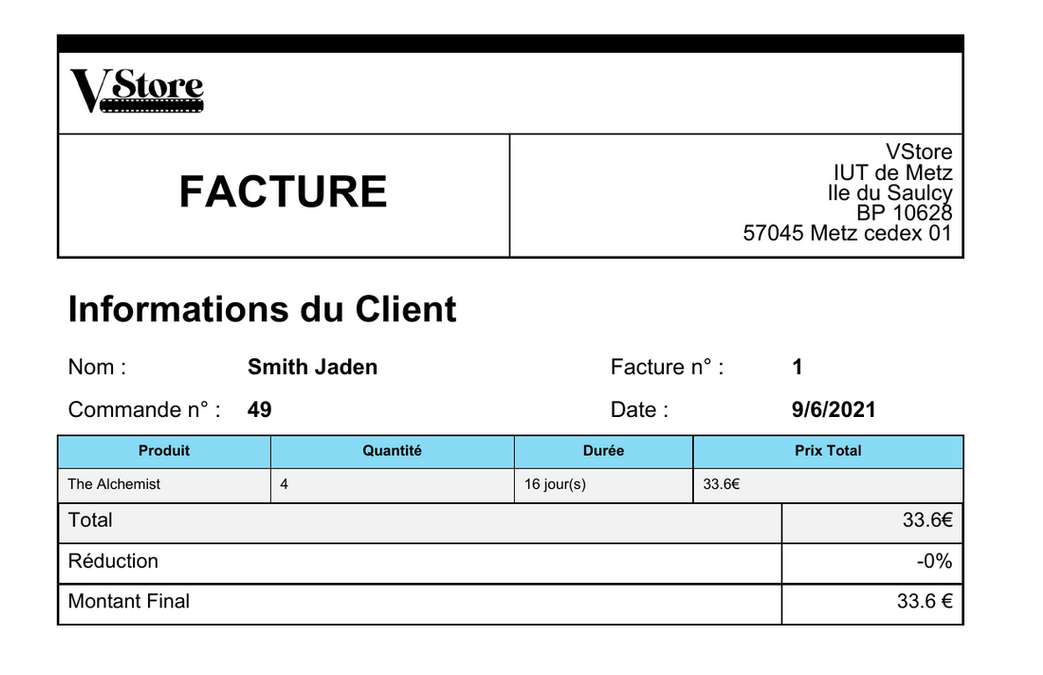 VStore
FACTURE
VStore
IUT de Metz
Ile du Saulcy
BP 10628
57045 Metz cedex 01
Informations du Client
Nom : Smith Jaden Facture n° : 1
Commande n° : 49 Date : 9/6/2021
Produit Quantité Durée Prix Total
The Alchemist 4 16 jour(s) 33.6€
Total 33.6€
Réduction -0%
Montant Final 33.6 €